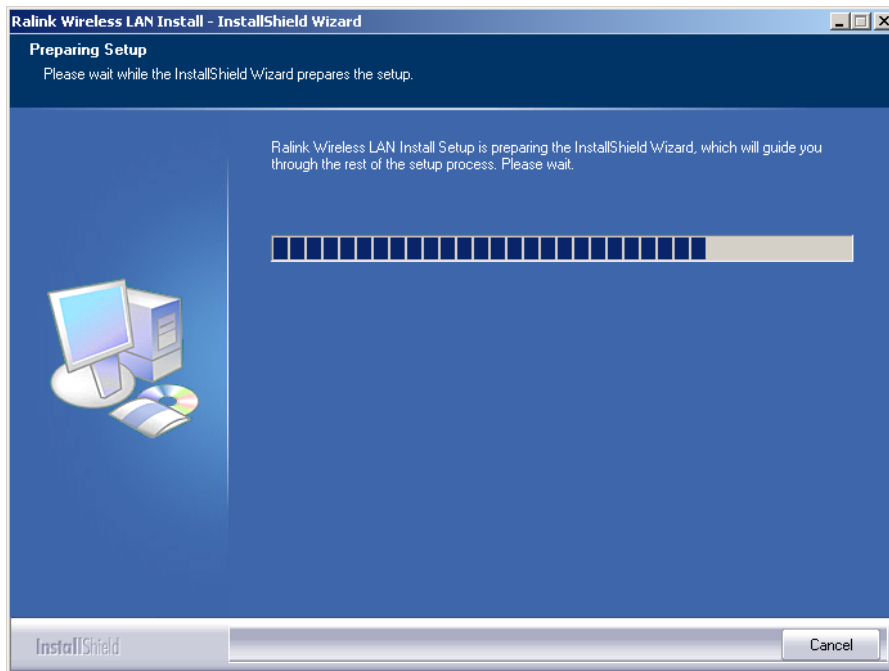 Ralink Wireless LAN Install - InstallShield Wizard
Preparing Setup
Please wait while the InstallShield Wizard prepares the setup.
Ralink Wireless LAN Install Setup is preparing the InstallShield Wizard, which will guide you
through the rest of the setup process. Please wait.
InstallShield
Cancel